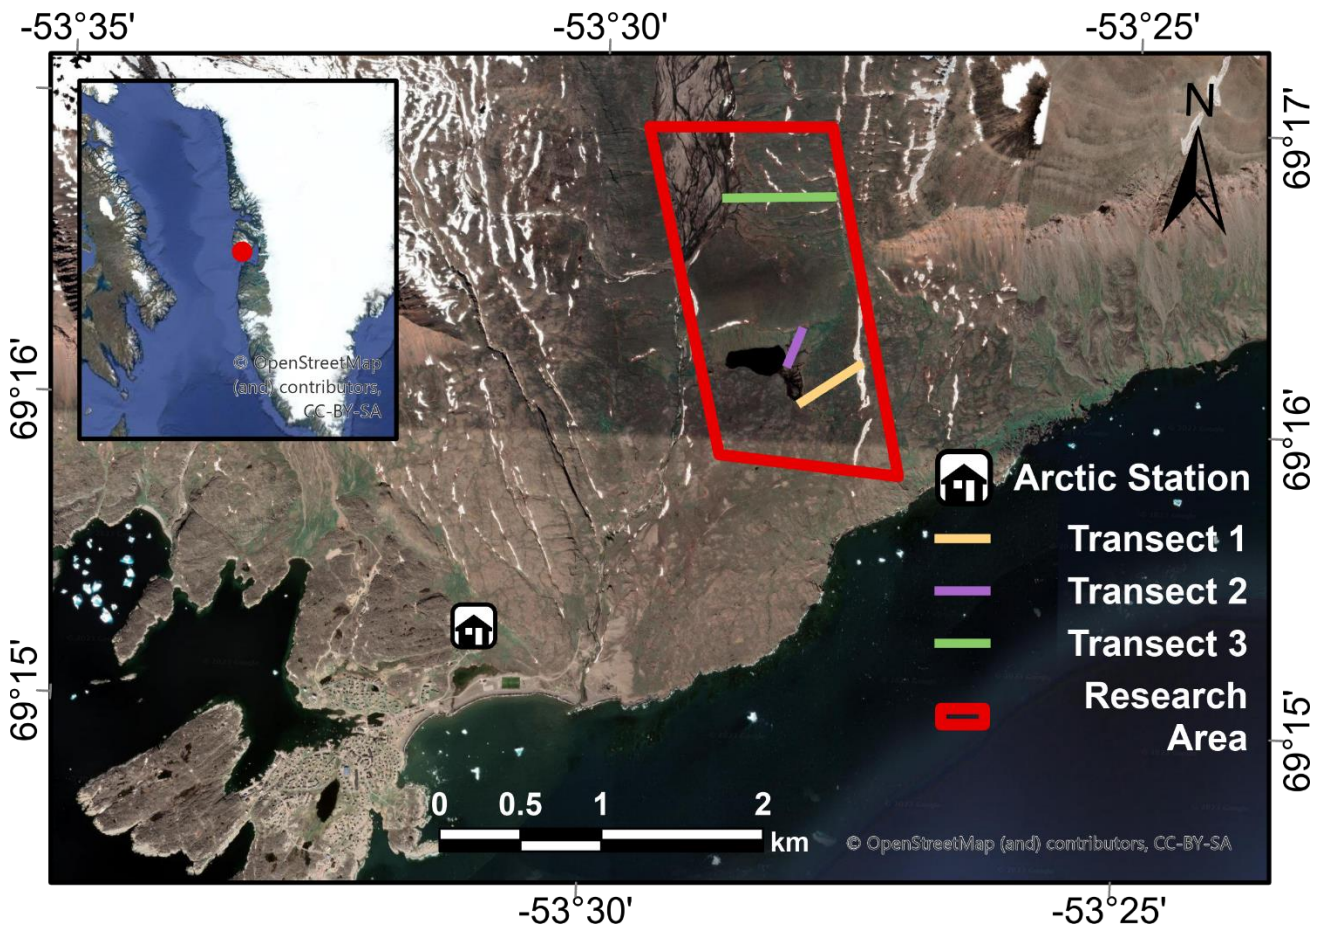 -53°35'
-53°30'
-53°25'
N
69°17'
© OpenStreetMap
(and) contributors,
CC-BY-SA
69°16'
69°16'
Arctic Station
Transect 1
Transect 2
Transect 3
Research
Area
69°15'
69°15'
0 0.5 1 2
km
© OpenStreetMap (and) contributors, CC-BY-SA
-53°30'
-53°25'